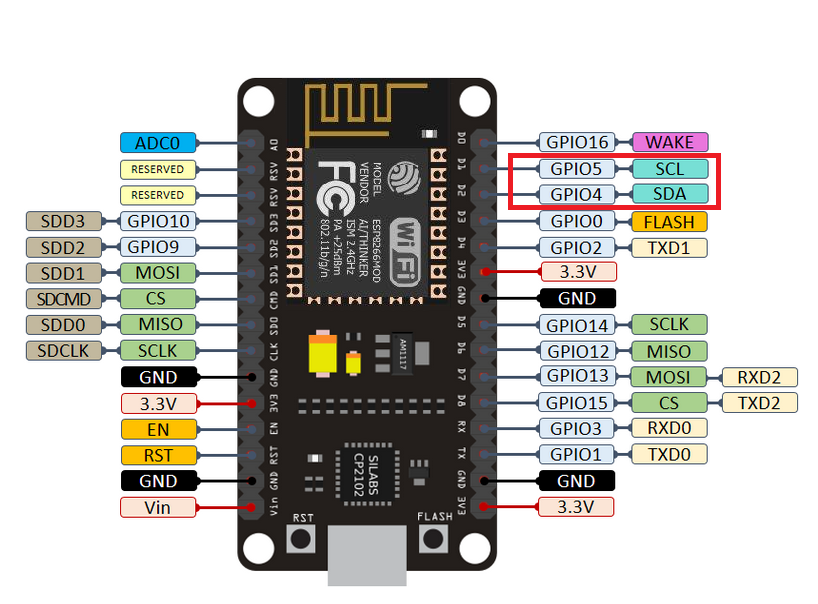 ADC0
RESERVED
RESERVED
SDD3 GPIO10
SDD2 GPIO9
SDD1 MOSI
SDCMD CS
SDD0 MISO
SDCLK SCLK
GND
3.3V
EN
RST
GND
Vin
A0
RSV
RSV
SD3
SD2
SD1
CMD
SD0
CLK
GND
3V3
EN
RST
GND
Vin
MODEL
VENDOR
ESP8266MOD
AI/THINKER
ISM 2.4GHz
PA +25dBm
802.11b/g/n
FC
Wi Fi
AM1117
SILABS
CP2102
RST
FLASH
D0
D1
D2
D3
D4
3V3
GND
D5
D6
D7
D8
RX
TX
GND
3V3
GPIO16 WAKE
GPIO5 SCL
GPIO4 SDA
GPIO0 FLASH
GPIO2 TXD1
3.3V
GND
GPIO14 SCLK
GPIO12 MISO
GPIO13 MOSI RXD2
GPIO15 CS TXD2
GPIO3 RXD0
GPIO1 TXD0
GND
3.3V